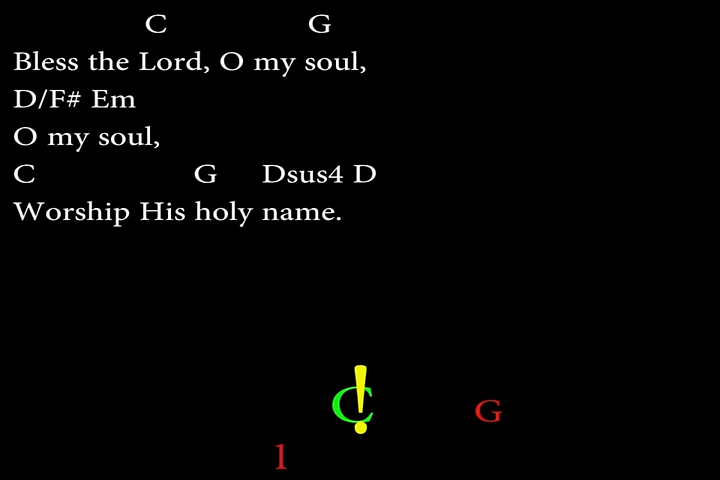 C G
Bless the Lord, O my soul,
D/F# Em
O my soul,
C G Dsus4 D
Worship His holy name.
C ! G
1